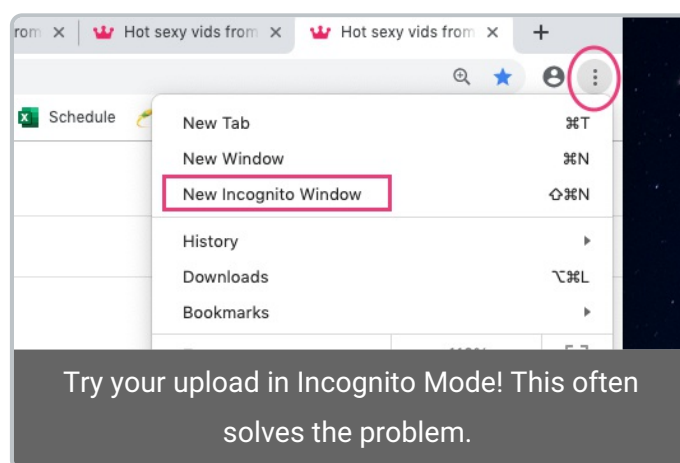 rom
Hot sexy vids from
Hot sexy vids from
Schedule
New Tab ⌘T
New Window ⌘N
New Incognito Window ⇧⌘N
History
Downloads ⌥⌘L
Bookmarks
Try your upload in Incognito Mode! This often
solves the problem.